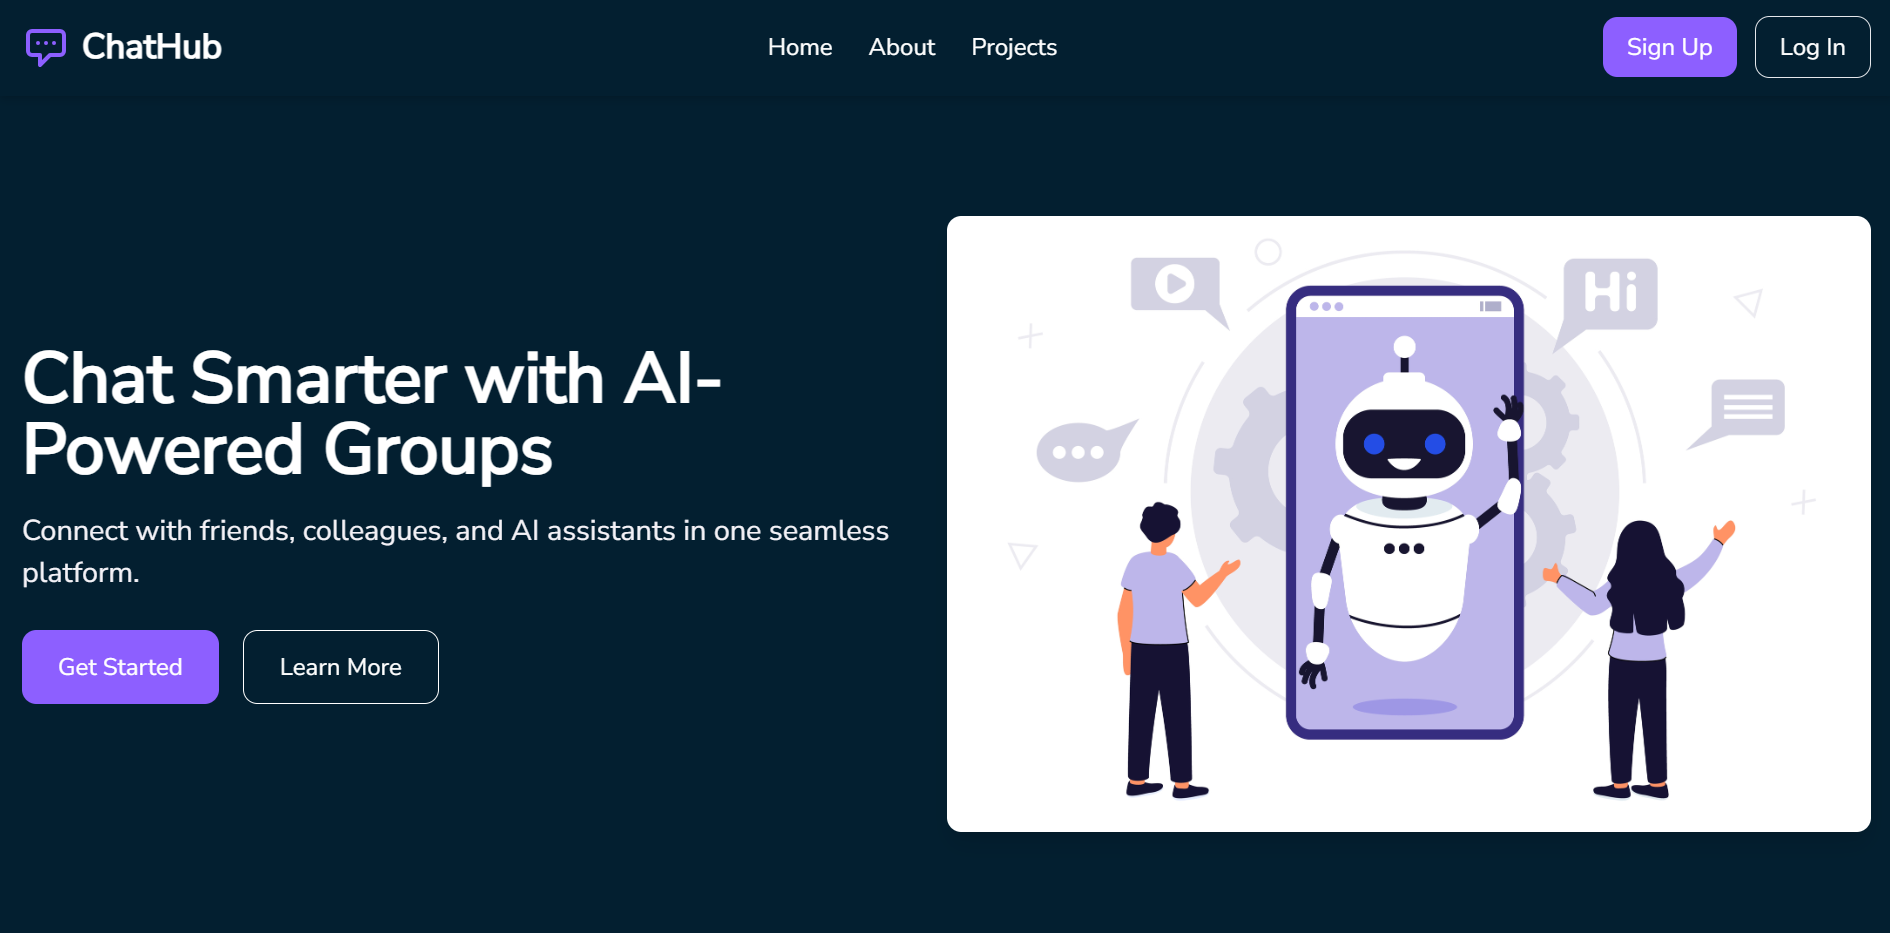 ChatHub
Home
About
Projects
Sign Up
Log In
Chat Smarter with AI-
Powered Groups
Connect with friends, colleagues, and AI assistants in one seamless
platform.
Get Started
Learn More
Hi